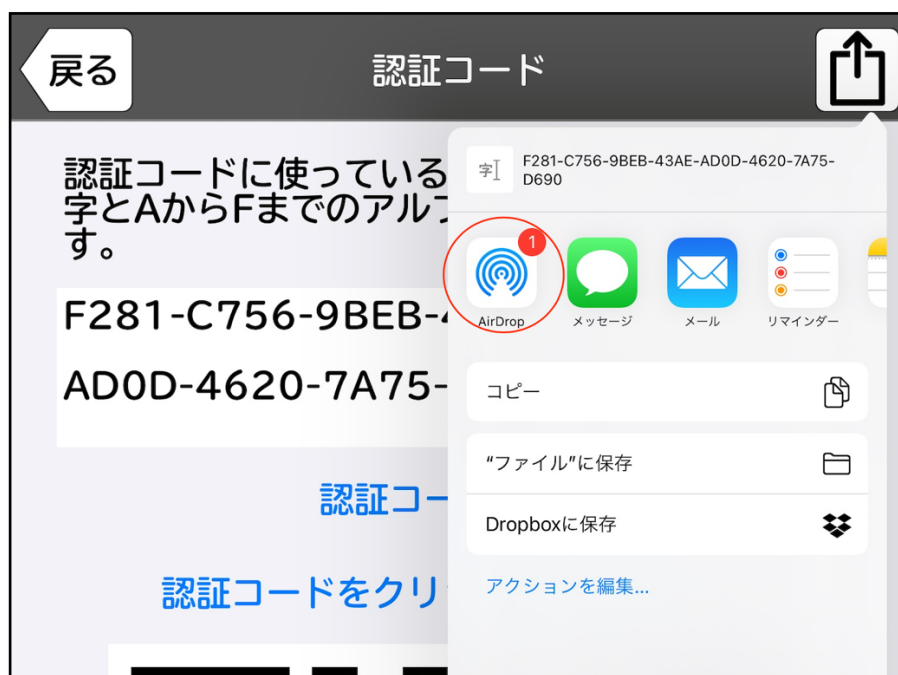 戻る
認証コード
認証コードに使っている
字とAからFまでのアルフ
す。
F281-C756-9BEB-
AD0D-4620-7A75-
認証コー
認証コードをクリ
F281-C756-9BEB-43AE-AD0D-4620-7A75-
D690
1
AirDrop
メッセージ
メール
リマインダー
コピー
“ファイル”に保存
Dropboxに保存
アクションを編集...